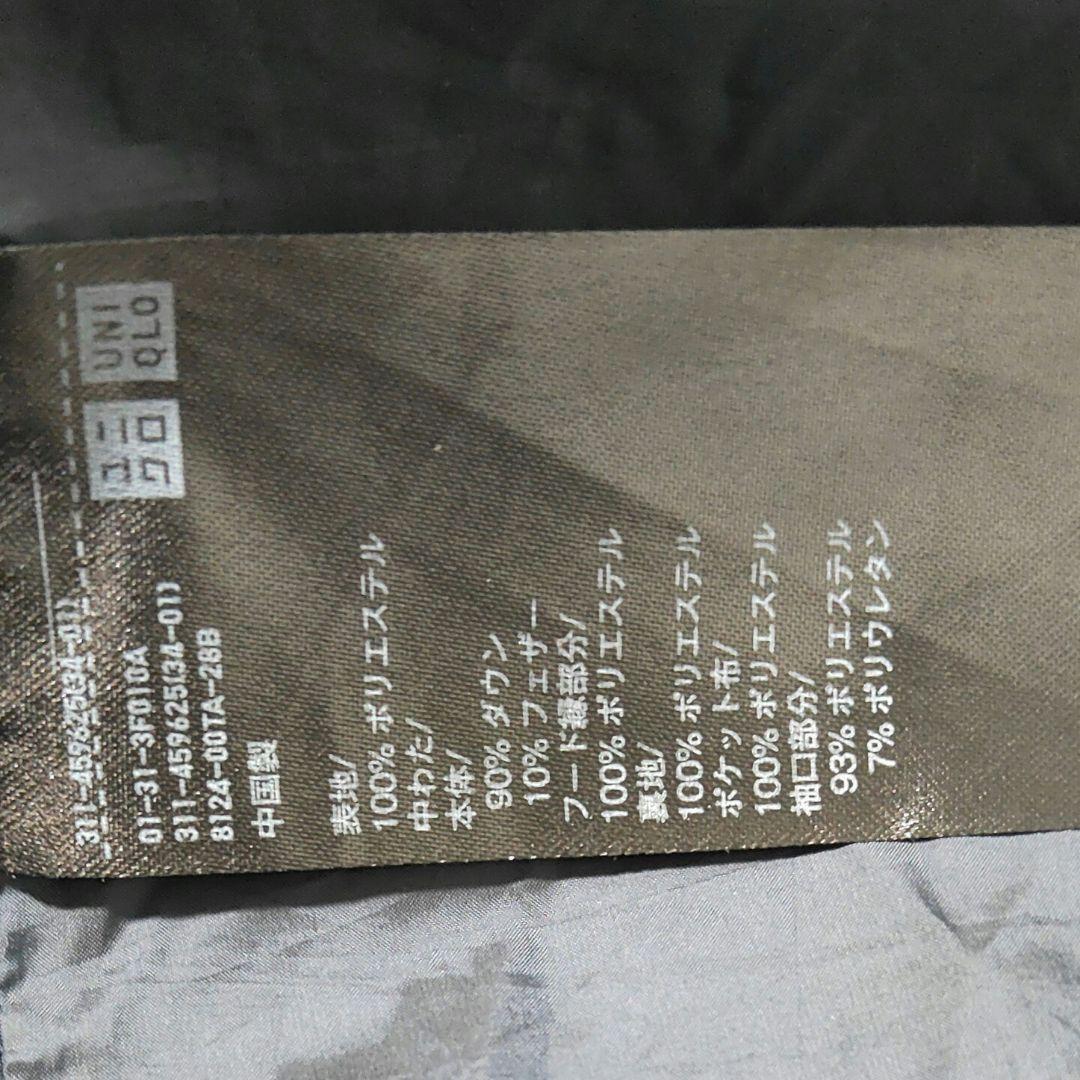 ユニ
クロ
UNI
QLO
311-459625(34-01)
01-31-3F010A
311-459625(34-01)
8124-00TA-28B
中国製
表地/
100% ポリエステル
中わた/
本体/
90% ダウン
10% フェザー
フード縁部分/
100% ポリエステル
裏地/
100% ポリエステル
ポケット布/
100% ポリエステル
袖口部分/
93% ポリエステル
7% ポリウレタン